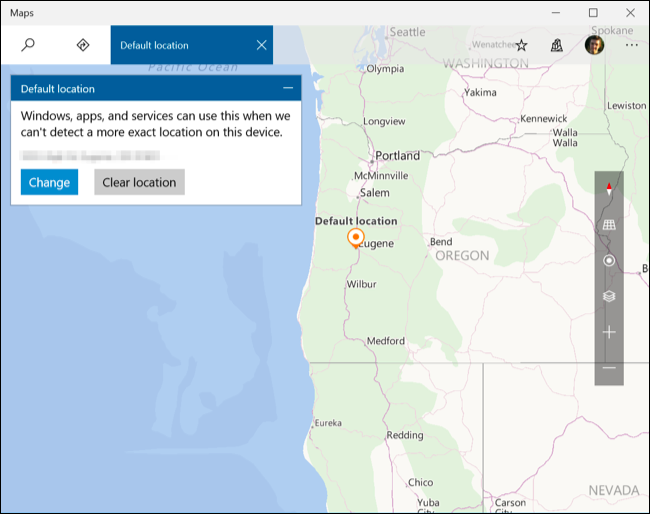 Maps
Default location
Seattle
Spokane
Wenatchee
WASHINGTON
Pacific Ocean
Olympia
Default location
Windows, apps, and services can use this when we
can't detect a more exact location on this device.
Change
Clear location
Yakima
Lewiston
Longview
Kennewick
Walla
Walla
Portland
McMinnville
Salem
Default location
Eugene
Bend
OREGON
Wilbur
Medford
Eureka
Redding
Chico
Yuba
City
Carson
City
NEVADA